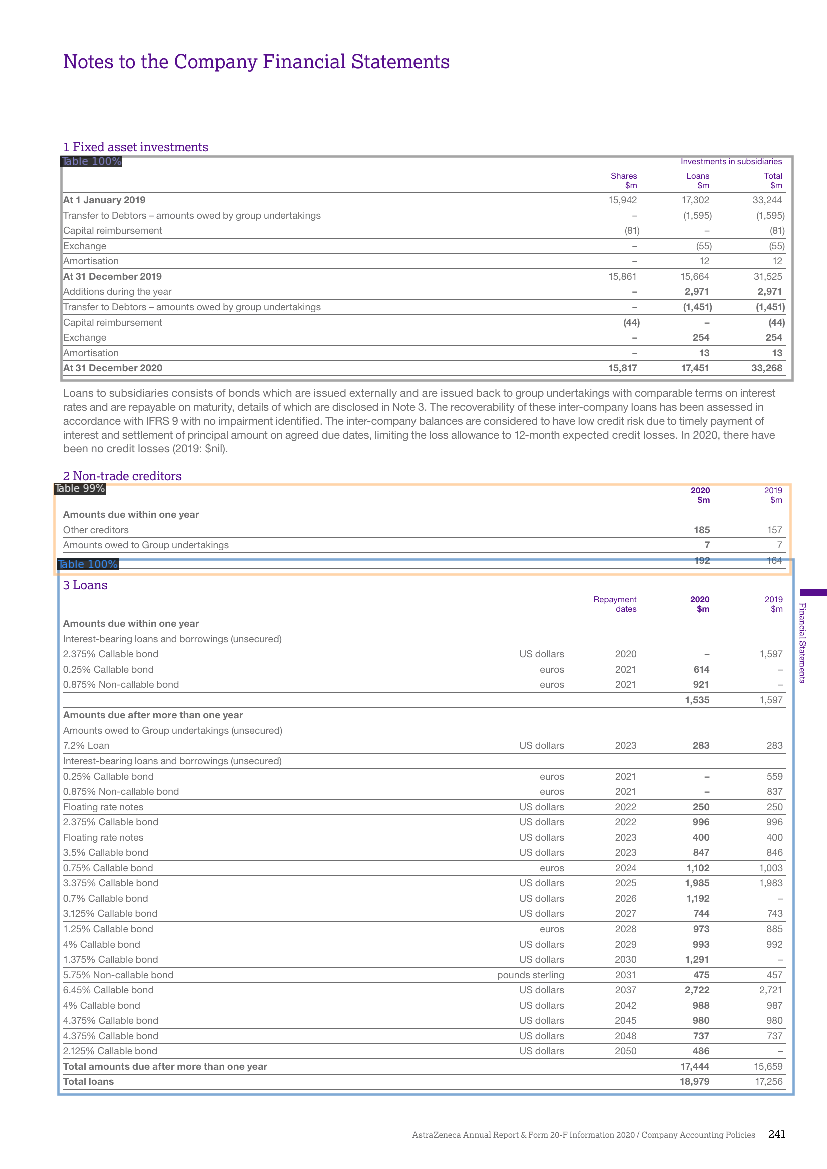 Notes to the Company Financial Statements
1 Fixed asset investments
Table 100%
Investments in subsidiaries
Shares Loans Total
$m $m $m
At 1 January 2019 15,942 17,302 33,244
Transfer to Debtors – amounts owed by group undertakings – (1,595) (1,595)
Capital reimbursement (81) – (81)
Exchange – (55) (55)
Amortisation – 12 12
At 31 December 2019 15,861 15,664 31,525
Additions during the year – 2,971 2,971
Transfer to Debtors – amounts owed by group undertakings – (1,451) (1,451)
Capital reimbursement (44) – (44)
Exchange – 254 254
Amortisation – 13 13
At 31 December 2020 15,817 17,451 33,268
Loans to subsidiaries consists of bonds which are issued externally and are issued back to group undertakings with comparable terms on interest
rates and are repayable on maturity, details of which are disclosed in Note 3. The recoverability of these inter-company loans has been assessed in
accordance with IFRS 9 with no impairment identified. The inter-company balances are considered to have low credit risk due to timely payment of
interest and settlement of principal amount on agreed due dates, limiting the loss allowance to 12-month expected credit losses. In 2020, there have
been no credit losses (2019: $nil).
2 Non-trade creditors
Table 99%
2020 2019
$m $m
Amounts due within one year
Other creditors 185 157
Amounts owed to Group undertakings 7 7
192 164
Table 100%
3 Loans
Repayment 2020 2019
dates $m $m
Amounts due within one year
Interest-bearing loans and borrowings (unsecured)
2.375% Callable bond US dollars 2020 – 1,597
0.25% Callable bond euros 2021 614 –
0.875% Non-callable bond euros 2021 921 –
1,535 1,597
Amounts due after more than one year
Amounts owed to Group undertakings (unsecured)
7.2% Loan US dollars 2023 283 283
Interest-bearing loans and borrowings (unsecured)
0.25% Callable bond euros 2021 – 559
0.875% Non-callable bond euros 2021 – 837
Floating rate notes US dollars 2022 250 250
2.375% Callable bond US dollars 2022 996 996
Floating rate notes US dollars 2023 400 400
3.5% Callable bond US dollars 2023 847 846
0.75% Callable bond euros 2024 1,102 1,003
3.375% Callable bond US dollars 2025 1,985 1,983
0.7% Callable bond US dollars 2026 1,192 –
3.125% Callable bond US dollars 2027 744 743
1.25% Callable bond euros 2028 973 885
4% Callable bond US dollars 2029 993 992
1.375% Callable bond US dollars 2030 1,291 –
5.75% Non-callable bond pounds sterling 2031 475 457
6.45% Callable bond US dollars 2037 2,722 2,721
4% Callable bond US dollars 2042 988 987
4.375% Callable bond US dollars 2045 980 980
4.375% Callable bond US dollars 2048 737 737
2.125% Callable bond US dollars 2050 486 –
Total amounts due after more than one year 17,444 15,659
Total loans 18,979 17,256
Financial Statements
AstraZeneca Annual Report & Form 20-F Information 2020 / Company Accounting Policies 241